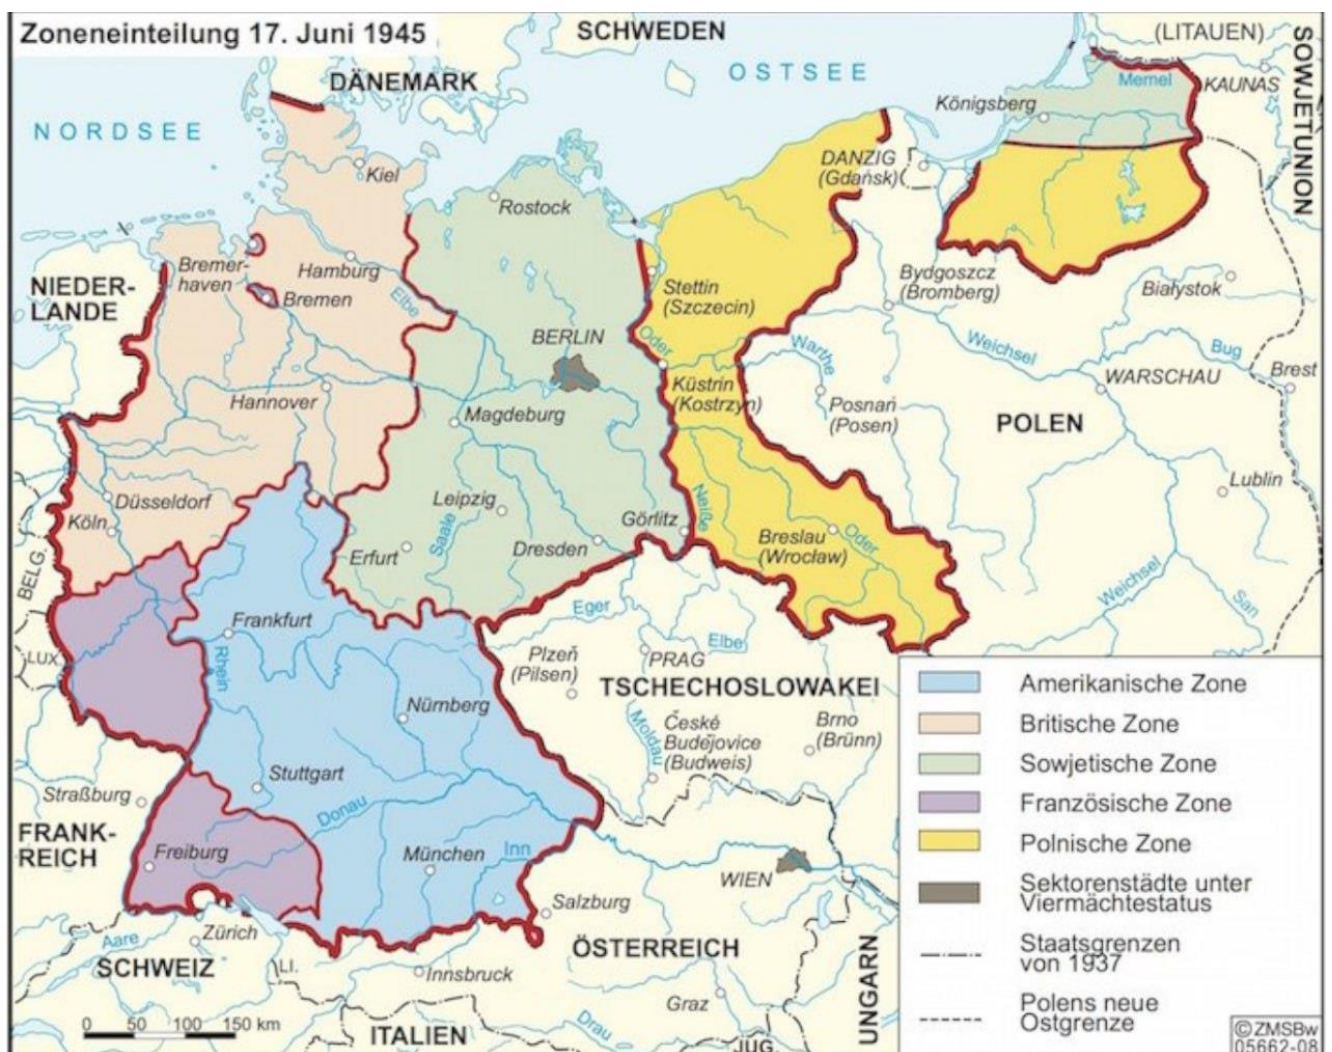 Zoneneinteilung 17. Juni 1945
SCHWEDEN
(LITAUEN)
SOWJETUNION
DÄNEMARK
OSTSEE
Memel
KAUNAS
NORDSEE
Königsberg
Kiel
DANZIG
(Gdańsk)
Rostock
Bremer-
haven
Hamburg
Bremen
NIEDER-
LANDE
Elbe
Stettin
(Szczecin)
Bydgoszcz
(Bromberg)
Białystok
BERLIN
Oder
Warthe
Weichsel
Bug
Brest
WARSCHAU
Küstrin
(Kostrzyn)
Hannover
Magdeburg
Posnań
(Posen)
POLEN
Lublin
Düsseldorf
Köln
Leipzig
Saale
Görlitz
Neiße
Breslau
(Wrocław)
Oder
Erfurt
Dresden
BELG.
Weichsel
San
Eger
Elbe
Frankfurt
Rhein
LUX.
Plzeň
(Pilsen)
PRAG
TSCHECHOSLOWAKEI
Nürnberg
Moldau
České
Budějovice
(Budweis)
Brno
(Brünn)
Stuttgart
Straßburg
Donau
FRANK-
REICH
Freiburg
München
Inn
WIEN
Salzburg
Zürich
Aare
SCHWEIZ
LI.
ÖSTERREICH
UNGARN
Innsbruck
Graz
Drau
ITALIEN
JUG.
0 50 100 150 km
Amerikanische Zone
Britische Zone
Sowjetische Zone
Französische Zone
Polnische Zone
Sektorenstädte unter
Viermächtestatus
Staatsgrenzen
von 1937
Polens neue
Ostgrenze
©ZMSBw
05662-08